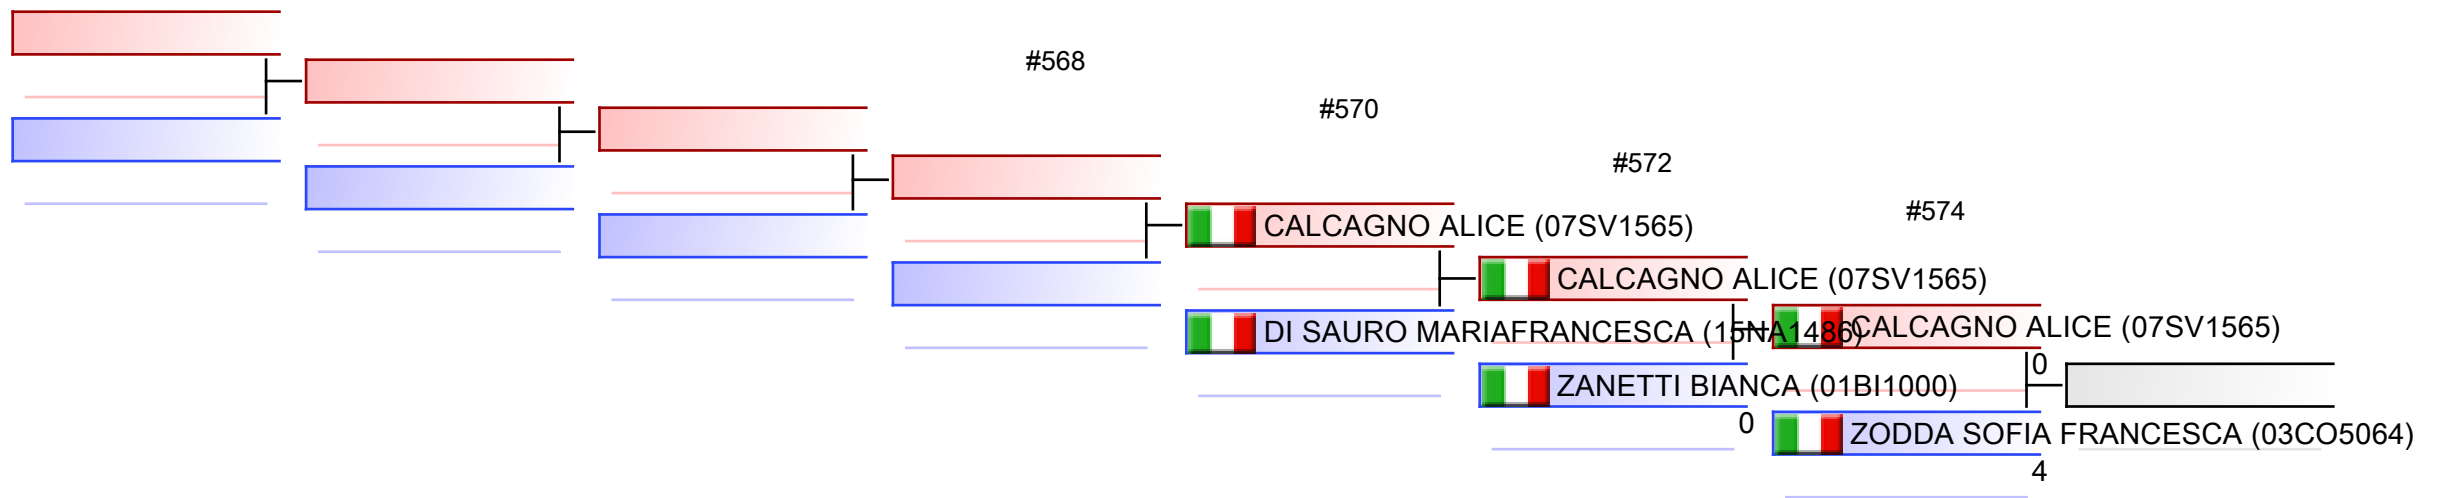 #568
#570
#572
#574
CALCAGNO ALICE (07SV1565)
CALCAGNO ALICE (07SV1565)
DI SAURO MARIAFRANCESCA (15NA1486)
CALCAGNO ALICE (07SV1565)
0
ZANETTI BIANCA (01BI1000)
0
ZODDA SOFIA FRANCESCA (03CO5064)
4